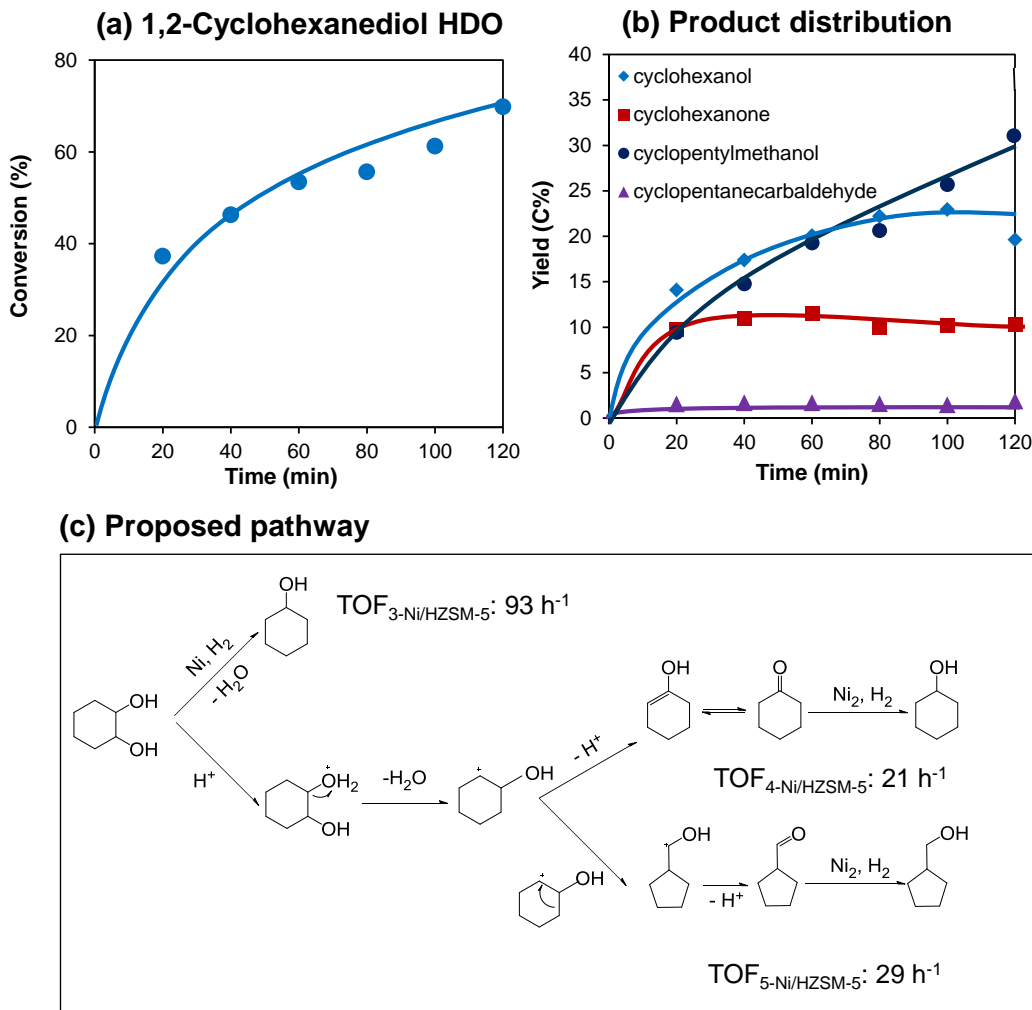 (a) 1,2-Cyclohexanediol HDO
80
60
40
20
0
Conversion (%)
0 20 40 60 80 100 120
Time (min)
(b) Product distribution
40
35
30
25
20
15
10
5
0
Yield (C%)
cyclohexanol
cyclohexanone
cyclopentylmethanol
cyclopentanecarbaldehyde
0 20 40 60 80 100 120
Time (min)
(c) Proposed pathway
OH
TOF3-Ni/HZSM-5: 93 h-1
Ni, H2
- H2O
OH
OH
H+
+
OH2
OH
-H2O
+
OH
- H+
OH
O
Ni2, H2
OH
TOF4-Ni/HZSM-5: 21 h-1
+
OH
+
OH
- H+
O
Ni2, H2
OH
TOF5-Ni/HZSM-5: 29 h-1